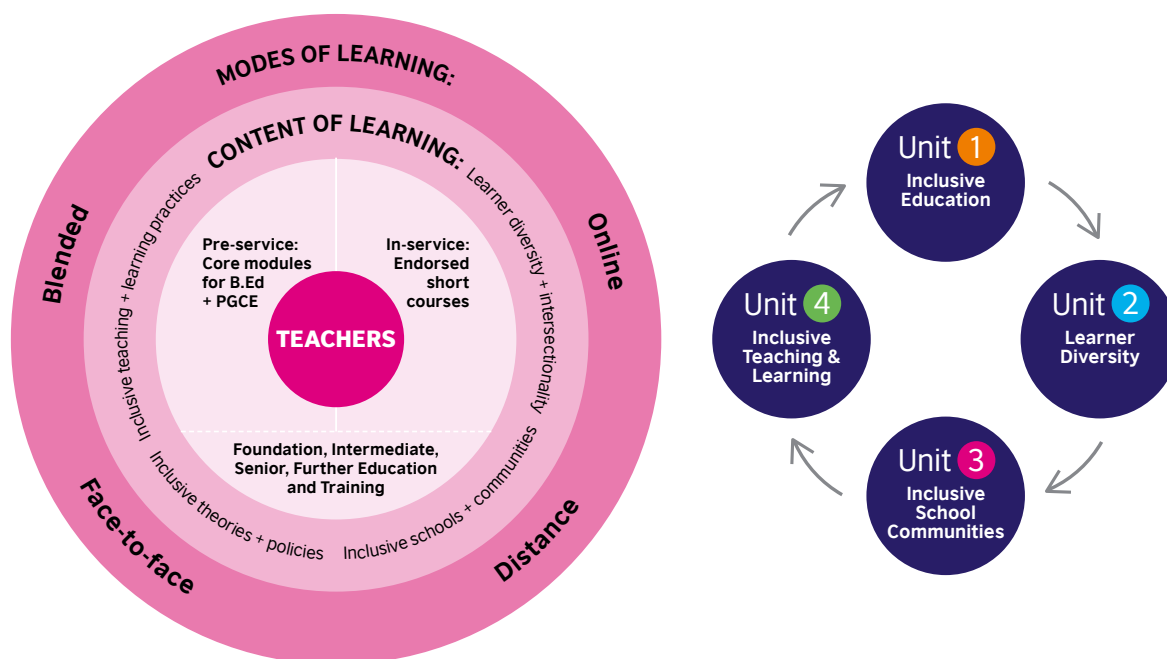 MODES OF LEARNING:
Blended
Online
Face-to-face
Distance
CONTENT OF LEARNING:
Inclusive teaching + learning practices
Learner diversity + intersectionality
Inclusive theories + policies
Inclusive schools + communities
Pre-service:
Core modules
for B.Ed
+ PGCE
In-service:
Endorsed
short
courses
TEACHERS
Foundation, Intermediate,
Senior, Further Education
and Training
Unit 1
Inclusive
Education
Unit 2
Learner
Diversity
Unit 3
Inclusive
School
Communities
Unit 4
Inclusive
Teaching &
Learning